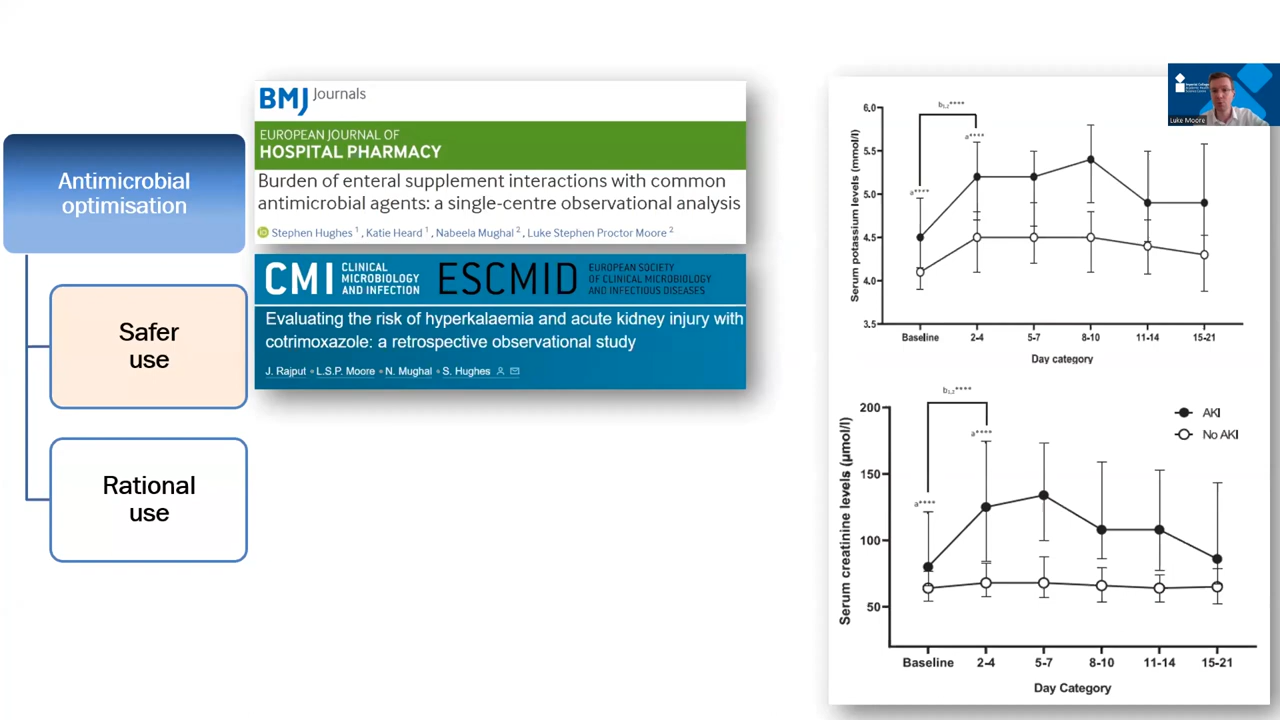 Antimicrobial
optimisation
Safer
use
Rational
use
BMJ Journals
EUROPEAN JOURNAL OF
HOSPITAL PHARMACY
Burden of enteral supplement interactions with common
antimicrobial agents: a single-centre observational analysis
Stephen Hughes 1, Katie Heard 1, Nabeela Mughal 2, Luke Stephen Proctor Moore 2
CMI CLINICAL
MICROBIOLOGY
AND INFECTION
ESCMID EUROPEAN SOCIETY
OF CLINICAL MICROBIOLOGY
AND INFECTIOUS DISEASES
Evaluating the risk of hyperkalaemia and acute kidney injury with
cotrimoxazole: a retrospective observational study
J. Rajput • L.S.P. Moore • N. Mughal • S. Hughes
Serum potassium levels (mmol/l)
6.0
5.5
5.0
4.5
4.0
3.5
b1,2****
a****
a****
Baseline 2-4 5-7 8-10 11-14 15-21
Day category
Serum creatinine levels (µmol/l)
200
150
100
50
b1,2****
a****
a****
AKI
No AKI
Baseline 2-4 5-7 8-10 11-14 15-21
Day Category
Luke Moore